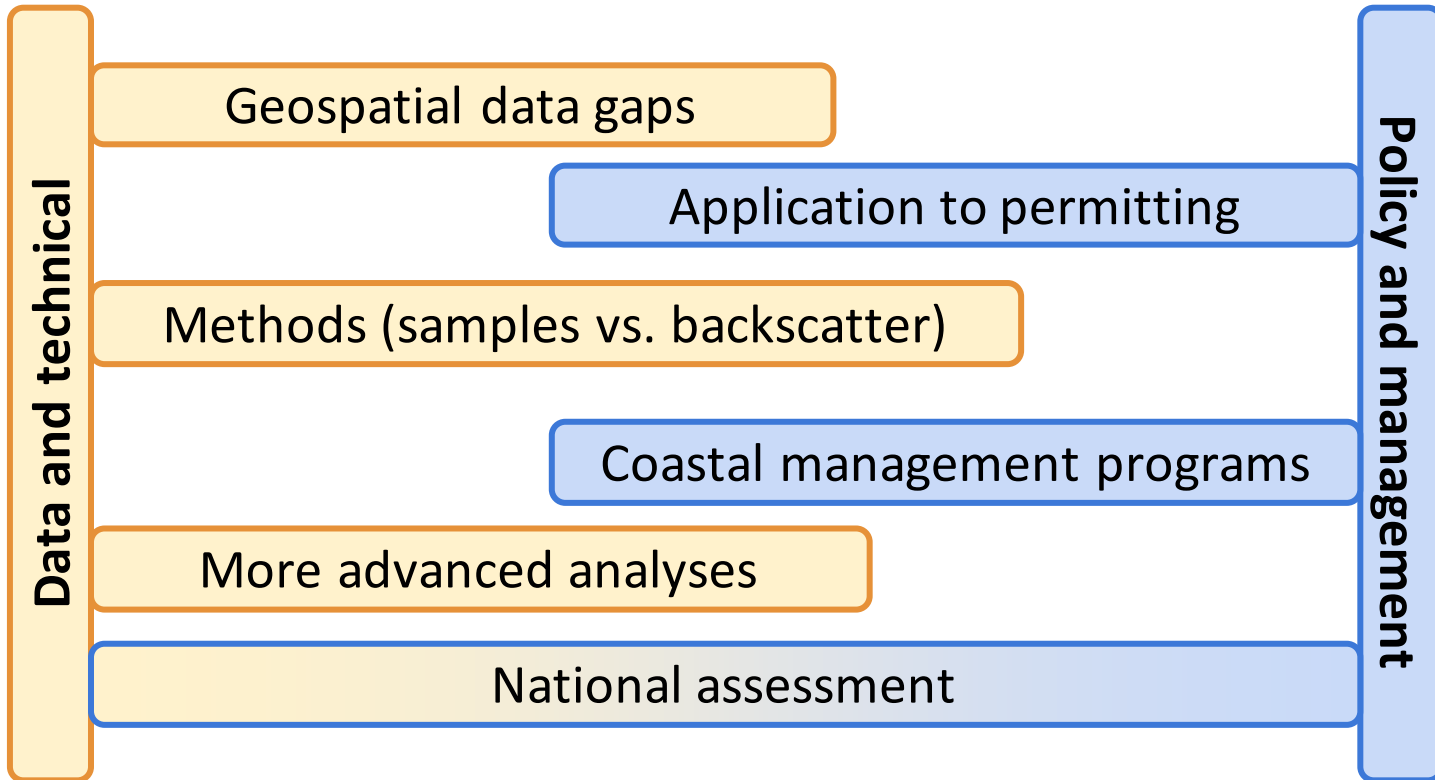 Data and technical
Geospatial data gaps
Application to permitting
Methods (samples vs. backscatter)
Coastal management programs
More advanced analyses
National assessment
Policy and management